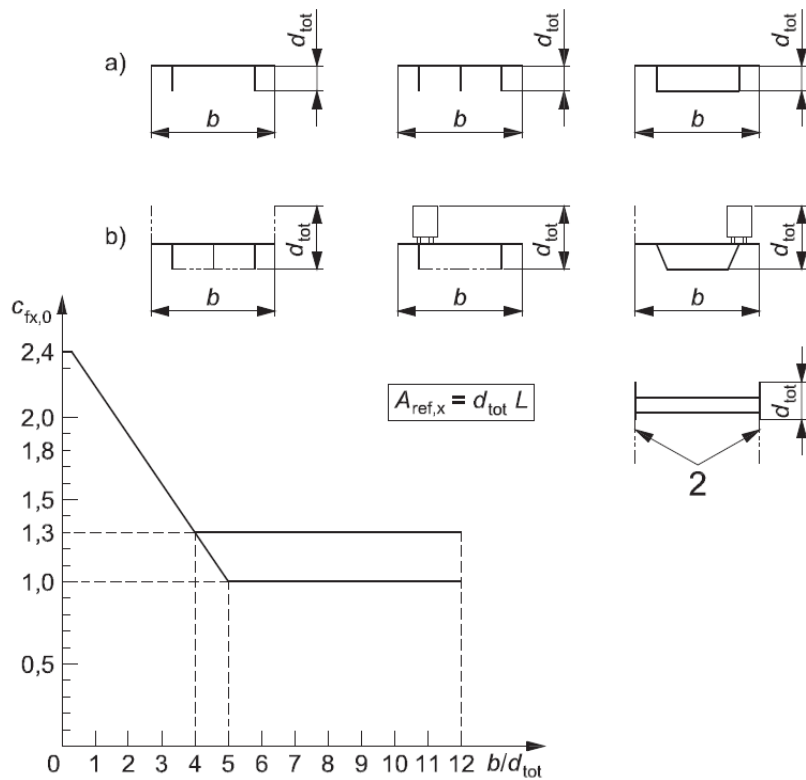 a)
d_tot
d_tot
d_tot
b
b
b
b)
d_tot
d_tot
d_tot
b
b
b
c_fx,0
2,4
2,0
1,8
1,5
1,3
1,0
0,5
A_ref,x = d_tot L
d_tot
2
0 1 2 3 4 5 6 7 8 9 10 11 12 b/d_tot